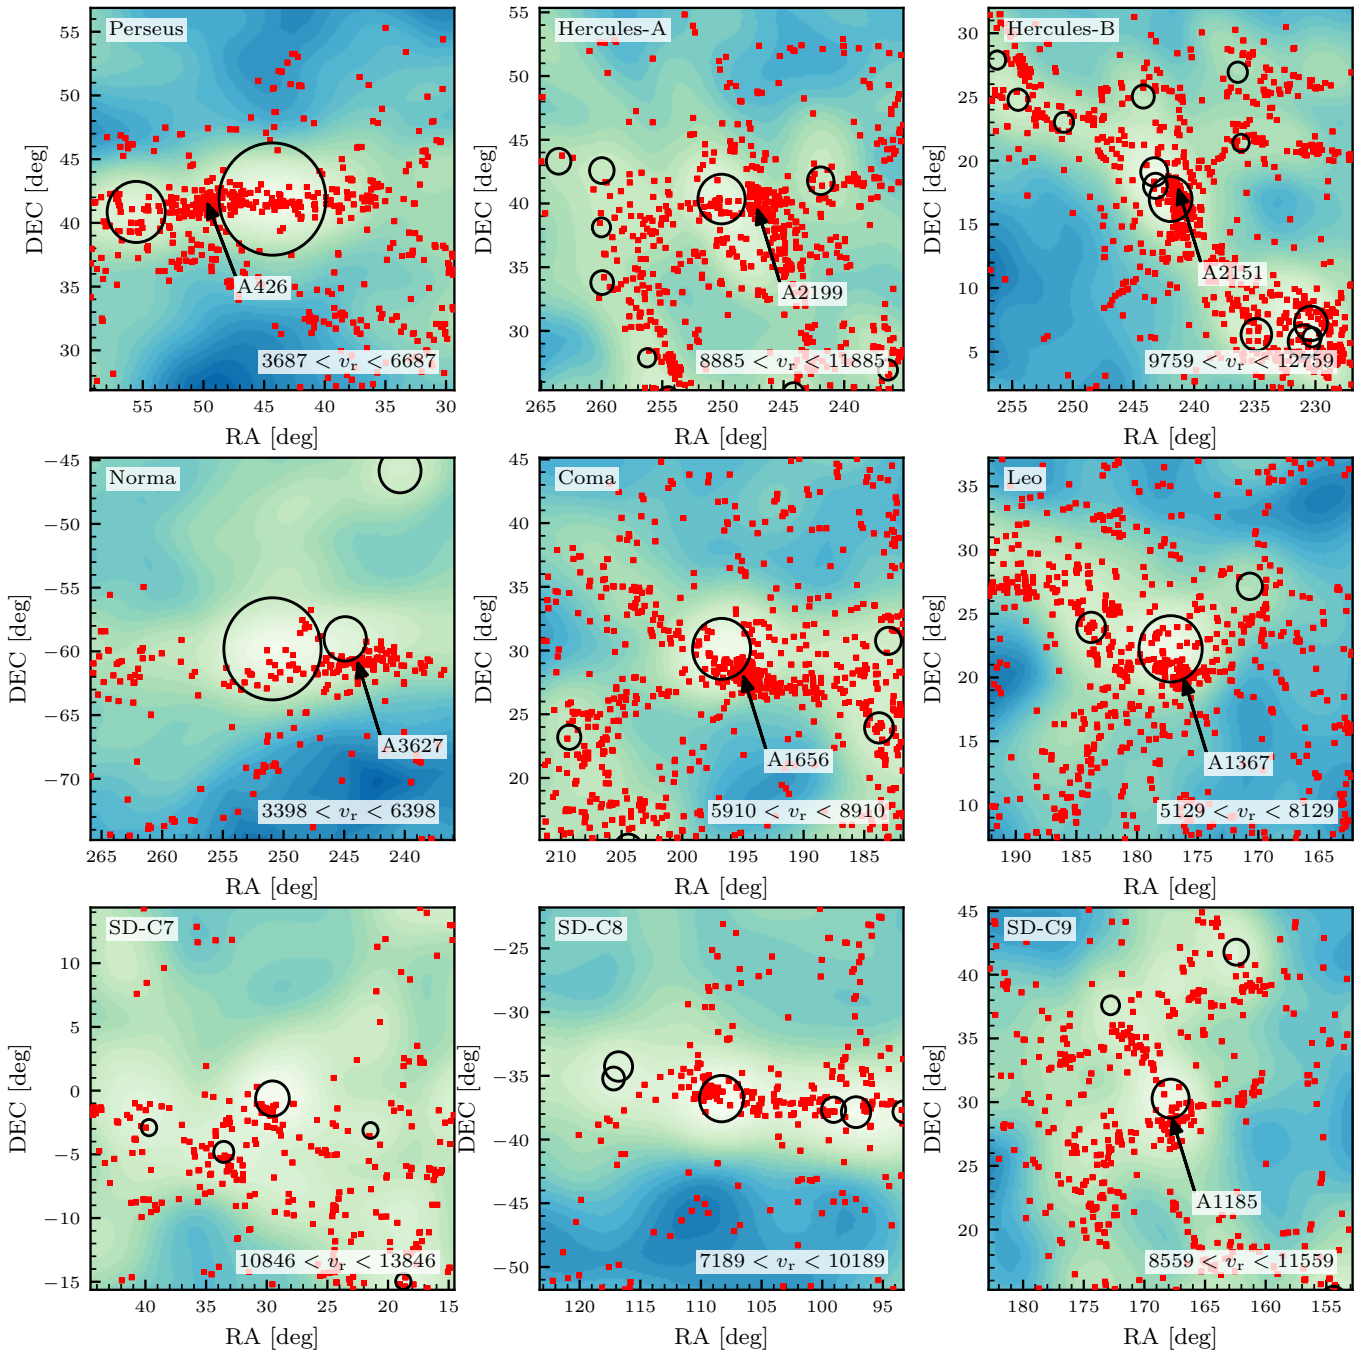 Perseus
A426
3687 < v_r < 6687
55
50
45
40
35
30
DEC [deg]
55
50
45
40
35
30
RA [deg]
Hercules-A
A2199
8885 < v_r < 11885
55
50
45
40
35
30
DEC [deg]
265
260
255
250
245
240
RA [deg]
Hercules-B
A2151
9759 < v_r < 12759
30
25
20
15
10
5
DEC [deg]
255
250
245
240
235
230
RA [deg]
Norma
A3627
3398 < v_r < 6398
−45
−50
−55
−60
−65
−70
DEC [deg]
265
260
255
250
245
240
RA [deg]
Coma
A1656
5910 < v_r < 8910
45
40
35
30
25
20
DEC [deg]
210
205
200
195
190
185
RA [deg]
Leo
A1367
5129 < v_r < 8129
35
30
25
20
15
10
DEC [deg]
190
185
180
175
170
165
RA [deg]
SD-C7
10846 < v_r < 13846
10
5
0
−5
−10
−15
DEC [deg]
40
35
30
25
20
15
RA [deg]
SD-C8
7189 < v_r < 10189
−25
−30
−35
−40
−45
−50
DEC [deg]
120
115
110
105
100
95
RA [deg]
SD-C9
A1185
8559 < v_r < 11559
45
40
35
30
25
20
DEC [deg]
180
175
170
165
160
155
RA [deg]